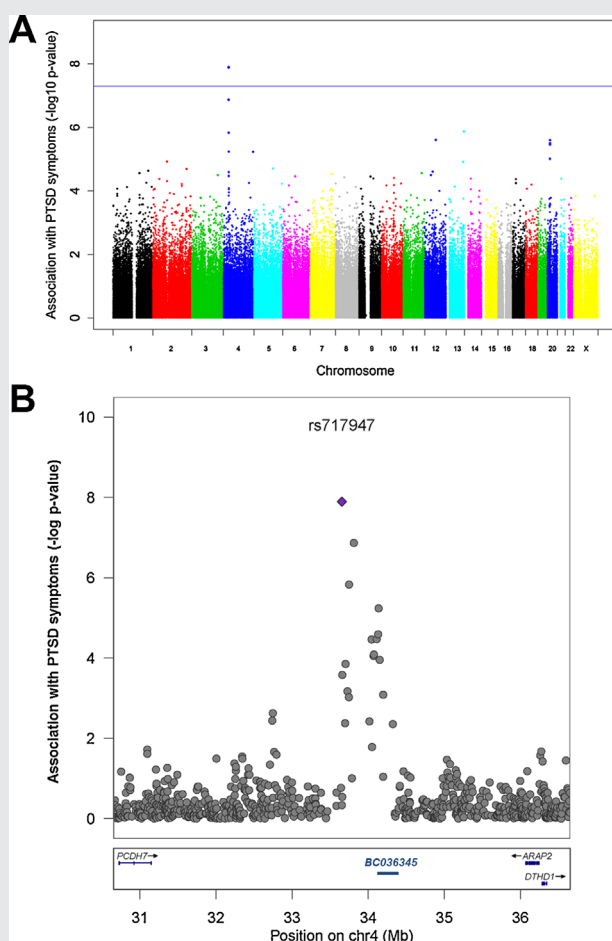 A
Association with PTSD symptoms (-log10 p-value)
8
6
4
2
0
1 2 3 4 5 6 7 8 9 10 11 12 13 14 15 16 18 20 22 X
Chromosome
B
rs717947
Association with PTSD symptoms (-log p-value)
10
8
6
4
2
0
PCDH7
BC036345
ARAP2
DTHD1
31 32 33 34 35 36
Position on chr4 (Mb)